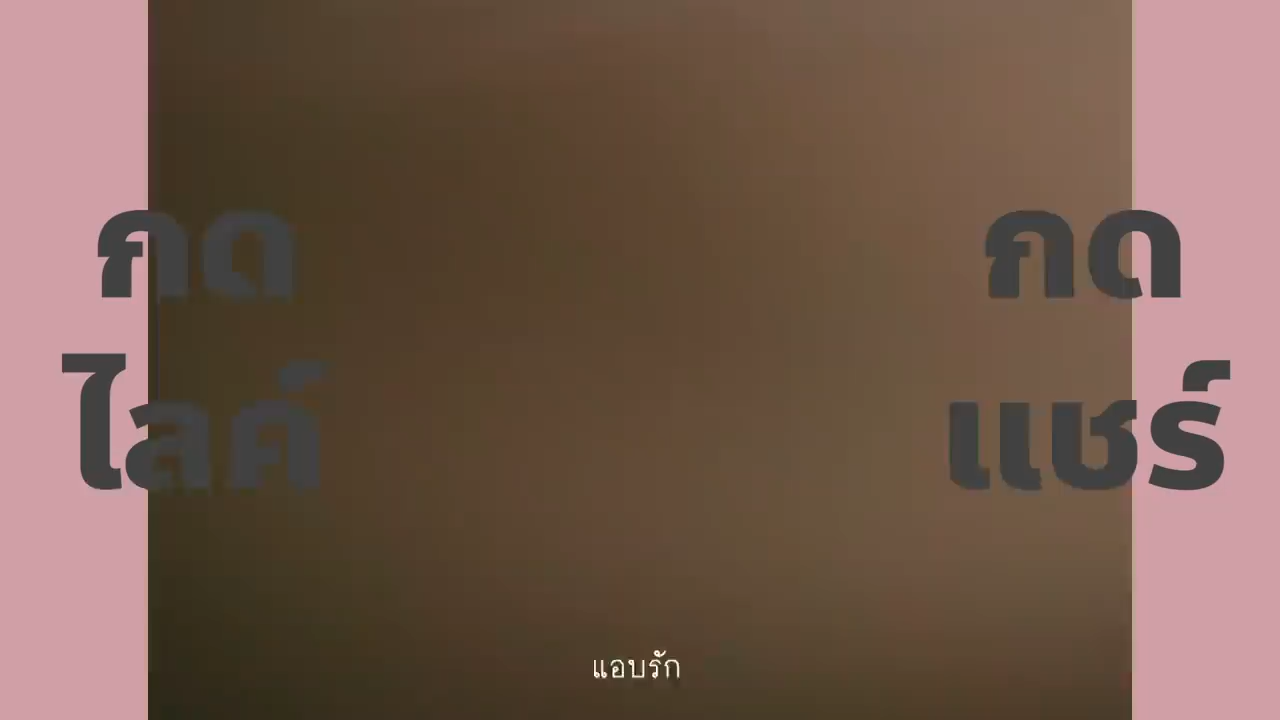 กด
ไลค์
กด
แชร์
แอบรัก